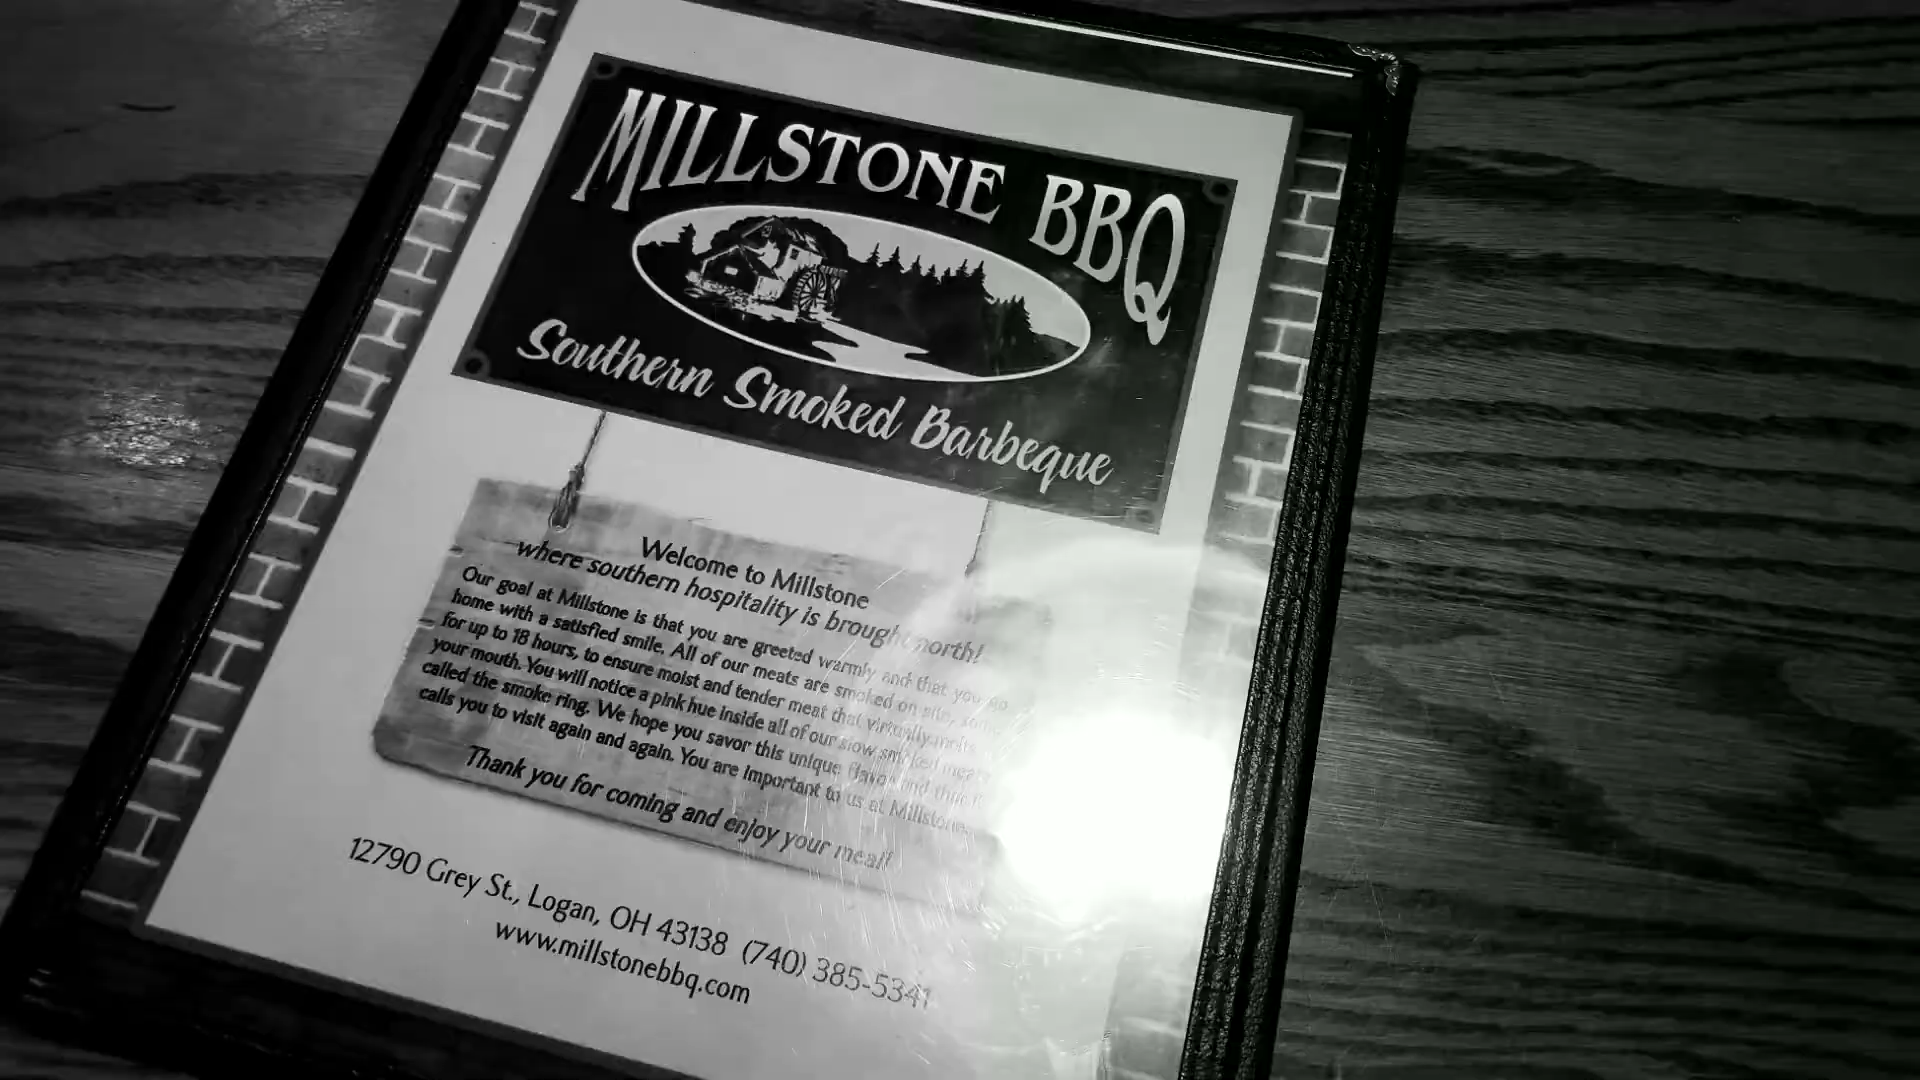 MILLSTONE BBQ
Southern Smoked Barbeque
Welcome to Millstone
where southern hospitality is brought north!
Our goal at Millstone is that you are greeted warmly and that you go
home with a satisfied smile. All of our meats are smoked on site, some
for up to 18 hours, to ensure moist and tender meat that virtually melts
your mouth. You will notice a pink hue inside all of our slow smoked meats
called the smoke ring. We hope you savor this unique flavor and that it
calls you to visit again and again. You are important to us at Millstone.
Thank you for coming and enjoy your meal!
12790 Grey St., Logan, OH 43138 (740) 385-5341
www.millstonebbq.com